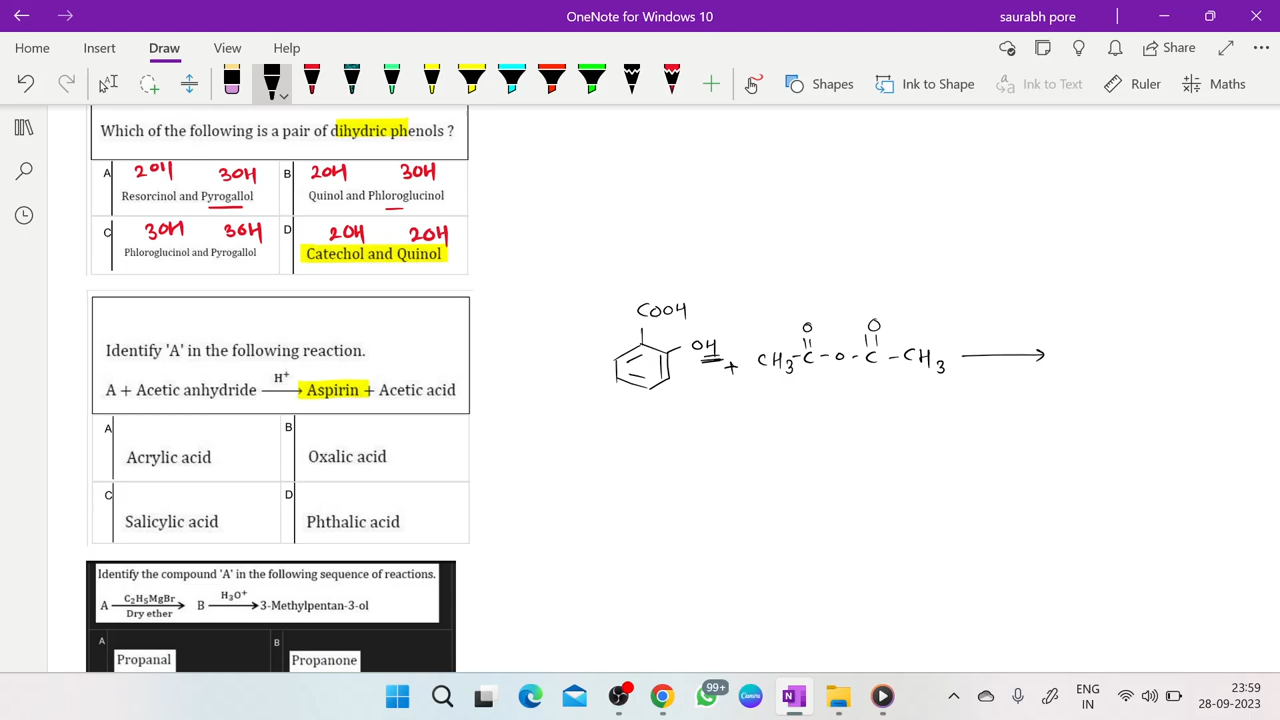 OneNote for Windows 10
saurabh pore
Home Insert Draw View Help
Share
Shapes
Ink to Shape
Ink to Text
Ruler
Maths
Which of the following is a pair of dihydric phenols ?
A 2OH 3OH
Resorcinol and Pyrogallol
B 2OH 3OH
Quinol and Phloroglucinol
C 3OH 3OH
Phloroglucinol and Pyrogallol
D 2OH 2OH
Catechol and Quinol
Identify 'A' in the following reaction.
H⁺
A + Acetic anhydride ⟶ Aspirin + Acetic acid
A
Acrylic acid
B
Oxalic acid
C
Salicylic acid
D
Phthalic acid
COOH
OH
+
O O
CH₃-C-O-C-CH₃ ⟶
Identify the compound 'A' in the following sequence of reactions.
C₂H₅MgBr H₃O⁺
A ⟶ B ⟶ 3-Methylpentan-3-ol
Dry ether
A
Propanal
B
Propanone
99+
ENG
IN
23:59
28-09-2023